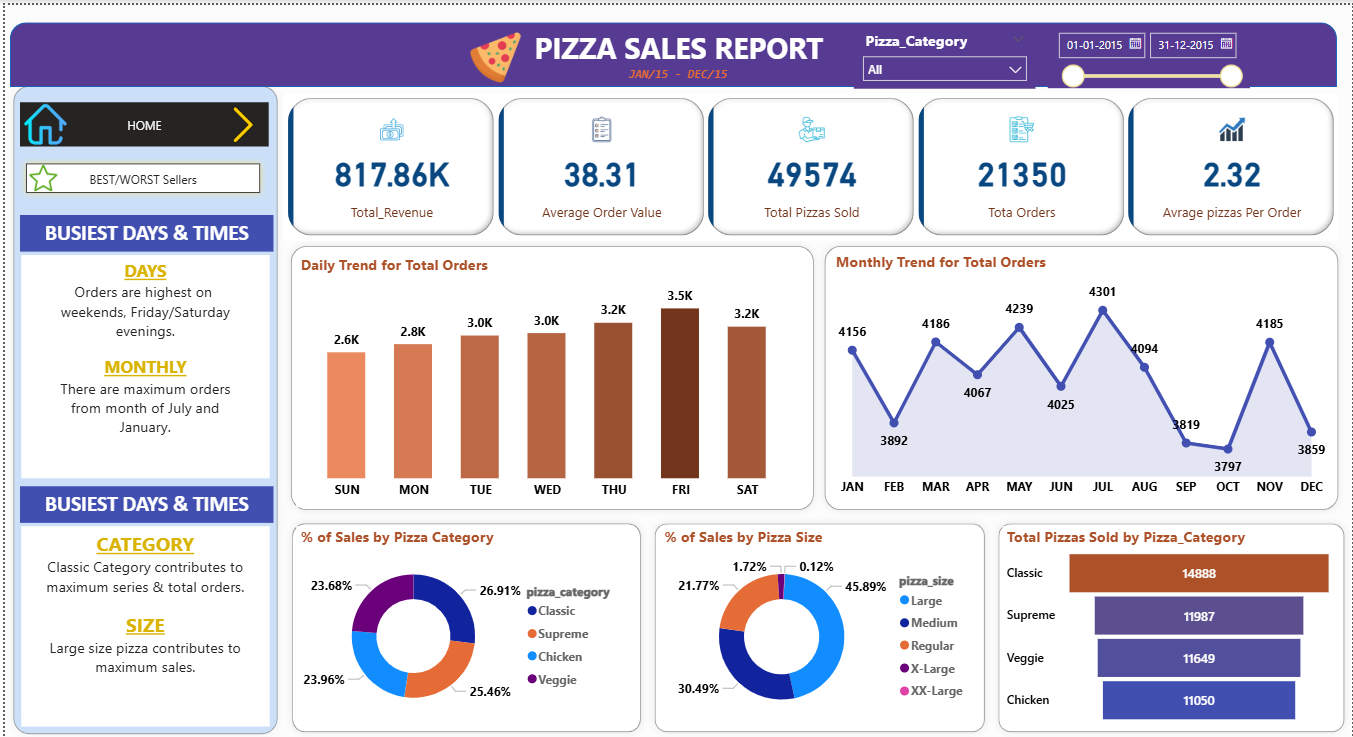 PIZZA SALES REPORT
JAN/15 - DEC/15
Pizza_Category
All
01-01-2015
31-12-2015
HOME
BEST/WORST Sellers
BUSIEST DAYS & TIMES
DAYS
Orders are highest on
weekends, Friday/Saturday
evenings.
MONTHLY
There are maximum orders
from month of July and
January.
BUSIEST DAYS & TIMES
CATEGORY
Classic Category contributes to
maximum series & total orders.
SIZE
Large size pizza contributes to
maximum sales.
817.86K
Total_Revenue
38.31
Average Order Value
49574
Total Pizzas Sold
21350
Tota Orders
2.32
Avrage pizzas Per Order
Daily Trend for Total Orders
2.6K
2.8K
3.0K
3.0K
3.2K
3.5K
3.2K
SUN MON TUE WED THU FRI SAT
Monthly Trend for Total Orders
4156
3892
4186
4067
4239
4025
4301
4094
3819
3797
4185
3859
JAN FEB MAR APR MAY JUN JUL AUG SEP OCT NOV DEC
% of Sales by Pizza Category
23.68%
26.91%
23.96%
25.46%
pizza_category
Classic
Supreme
Chicken
Veggie
% of Sales by Pizza Size
1.72%
0.12%
21.77%
45.89%
30.49%
pizza_size
Large
Medium
Regular
X-Large
XX-Large
Total Pizzas Sold by Pizza_Category
Classic 14888
Supreme 11987
Veggie 11649
Chicken 11050